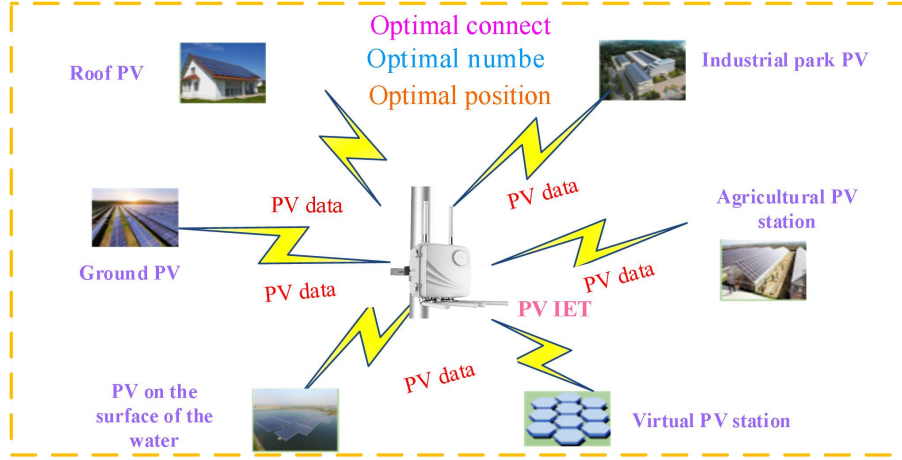 Optimal connect
Optimal numbe
Optimal position
Roof PV
Industrial park PV
PV data
PV data
Agricultural PV
station
Ground PV
PV data
PV data
PV IET
PV data
PV on the
surface of the
water
Virtual PV station